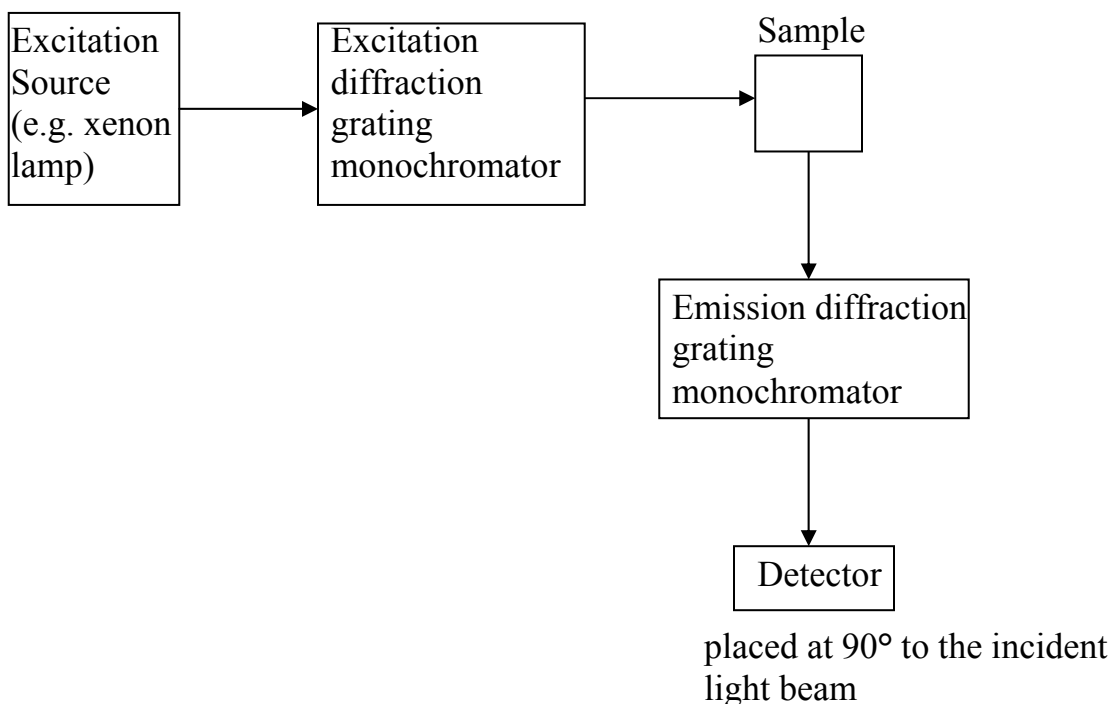 Excitation
Source
(e.g. xenon
lamp)
Excitation
diffraction
grating
monochromator
Sample
Emission diffraction
grating
monochromator
Detector
placed at 90° to the incident
light beam